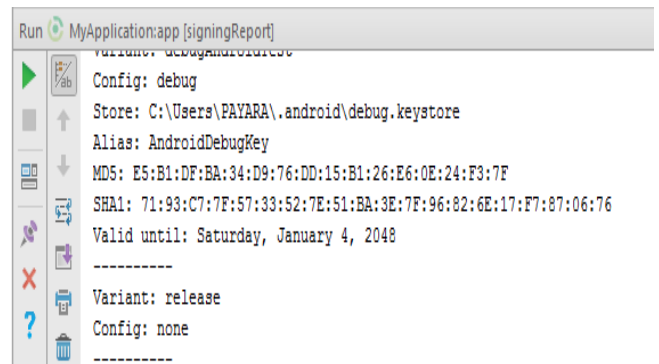 Run MyApplication:app [signingReport]
Variant: debugAndroidTest
Config: debug
Store: C:\Users\PAYARA\.android\debug.keystore
Alias: AndroidDebugKey
MD5: E5:B1:DF:BA:34:D9:76:DD:15:B1:26:E6:0E:24:F3:7F
SHA1: 71:93:C7:7F:57:33:52:7E:51:BA:3E:7F:96:82:6E:17:F7:87:06:76
Valid until: Saturday, January 4, 2048
----------
Variant: release
Config: none
----------